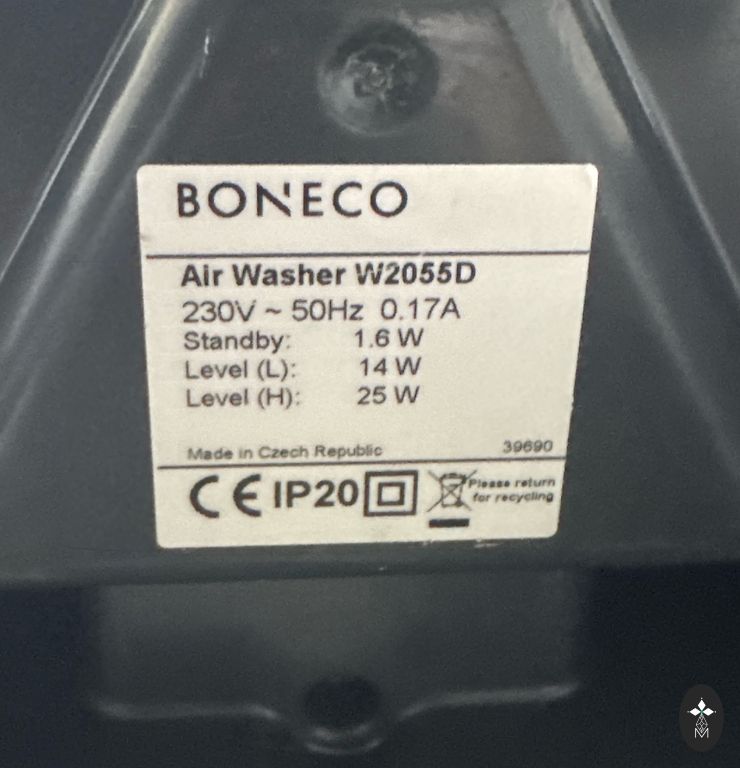 BONECO
Air Washer W2055D
230V ~ 50Hz 0.17A
Standby: 1.6 W
Level (L): 14 W
Level (H): 25 W
Made in Czech Republic 39690
CE IP20 Please return
for recycling
M